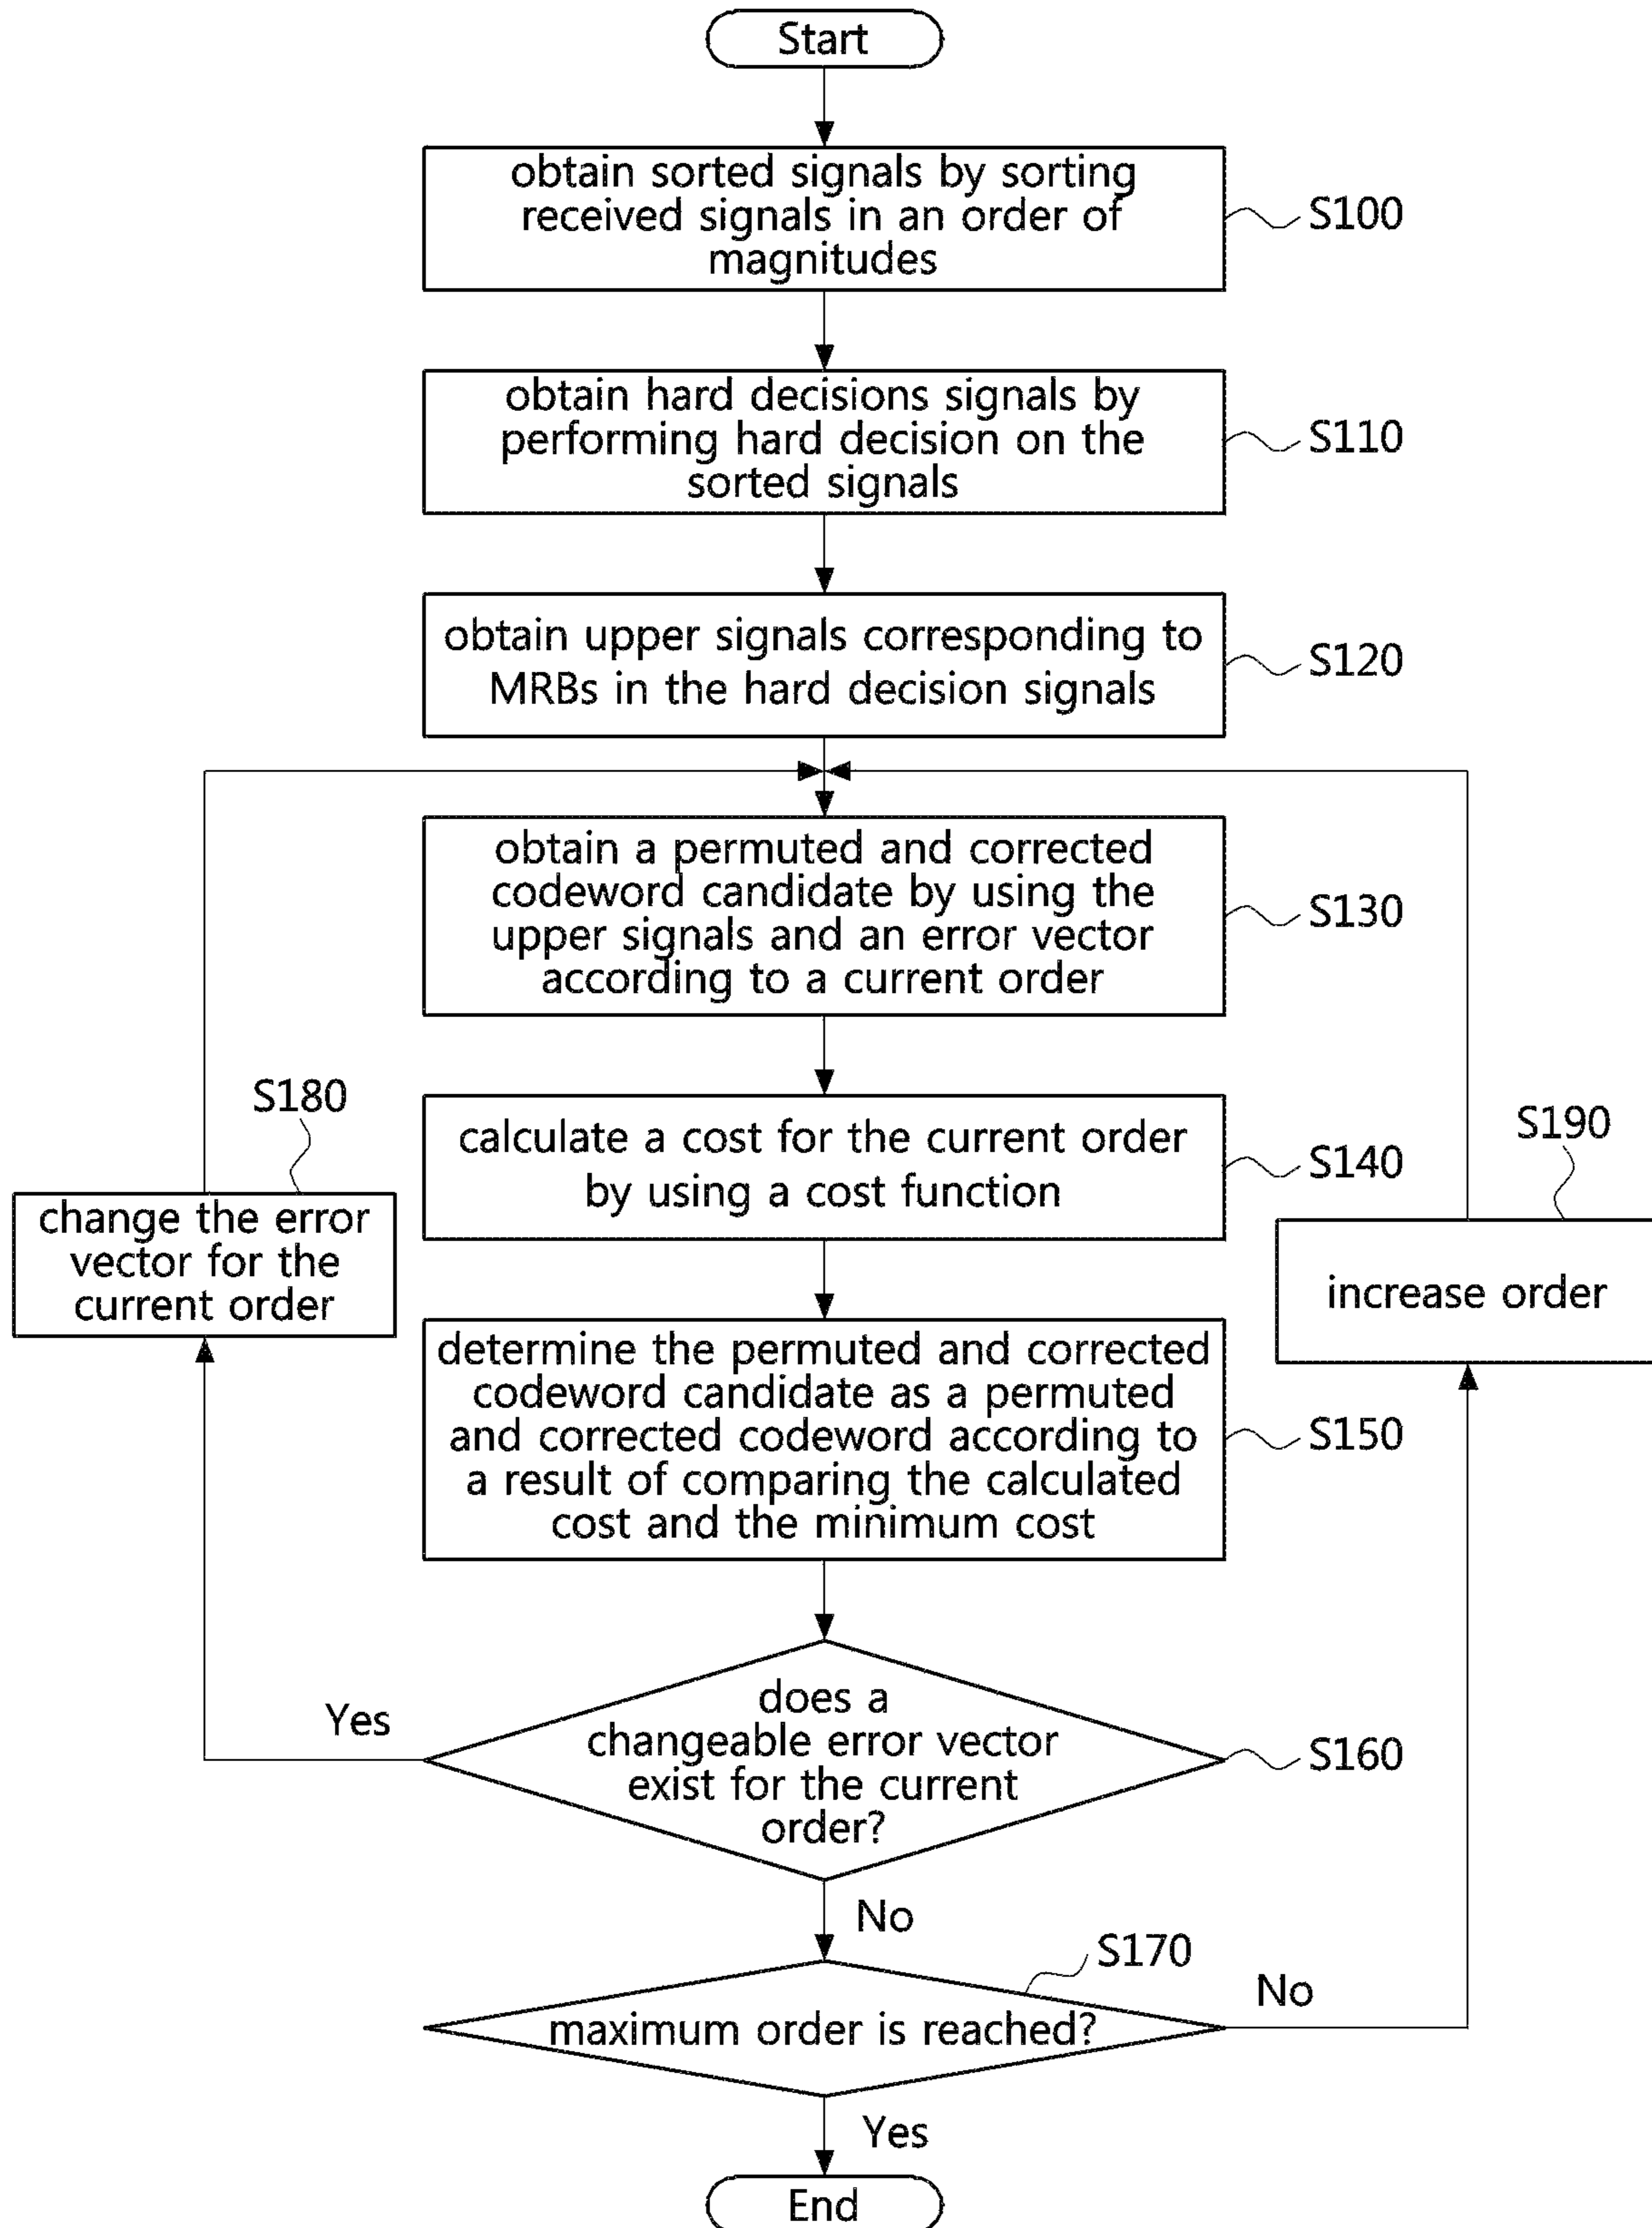 Start
obtain sorted signals by sorting
received signals in an order of
magnitudes
S100
obtain hard decisions signals by
performing hard decision on the
sorted signals
S110
obtain upper signals corresponding to
MRBs in the hard decision signals
S120
obtain a permuted and corrected
codeword candidate by using the
upper signals and an error vector
according to a current order
S130
calculate a cost for the current order
by using a cost function
S140
S180
change the error
vector for the
current order
S190
increase order
determine the permuted and corrected
codeword candidate as a permuted
and corrected codeword according to
a result of comparing the calculated
cost and the minimum cost
S150
does a
changeable error vector
exist for the current
order?
S160
Yes
No
maximum order is reached?
S170
No
Yes
End